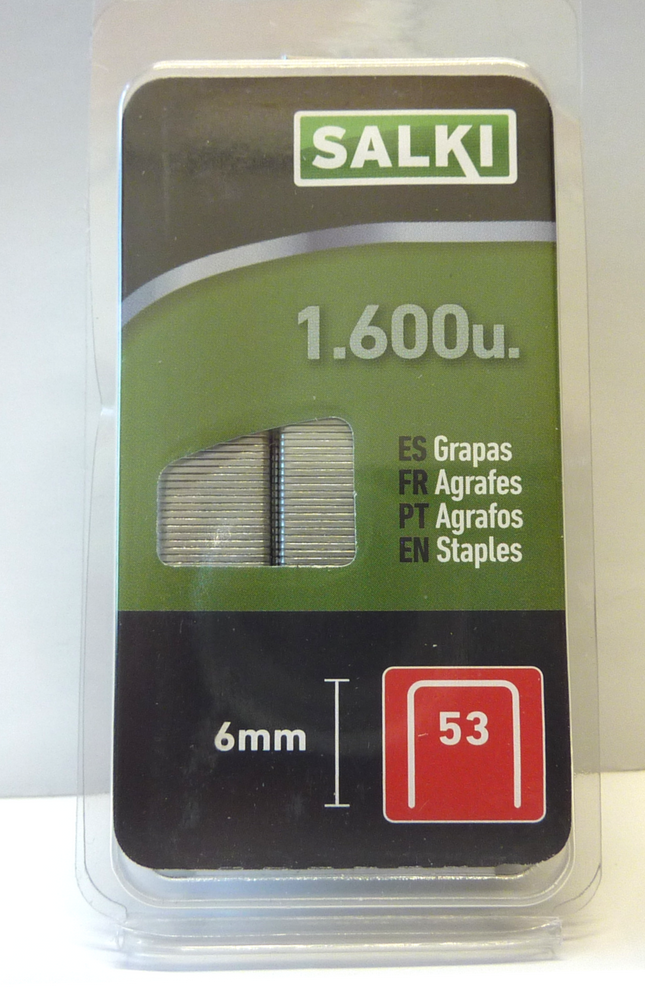 SALKI
1.600u.
ES Grapas
FR Agrafes
PT Agrafos
EN Staples
6mm
53